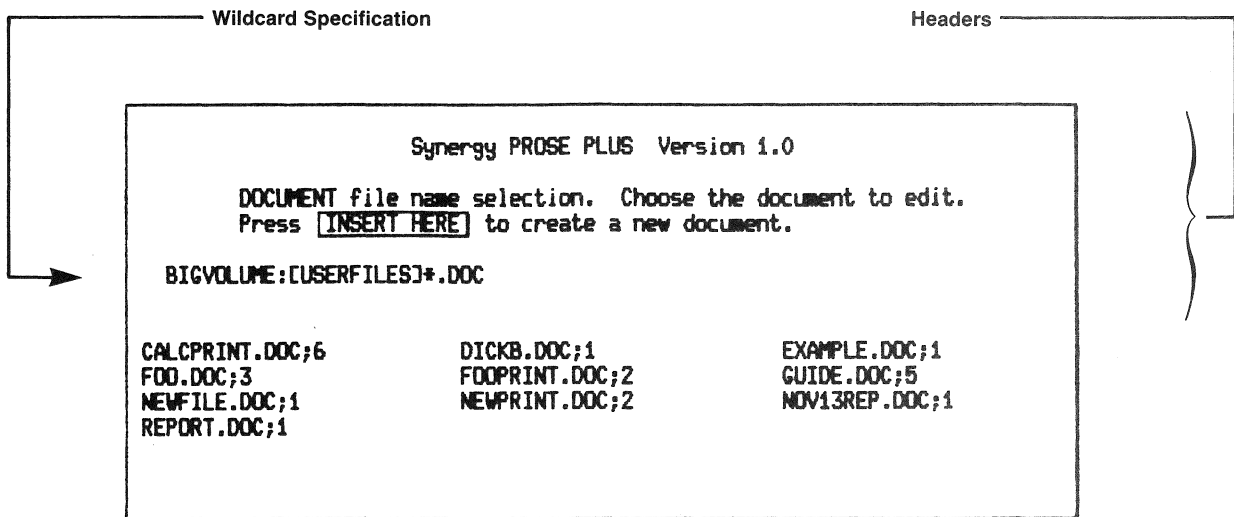 Wildcard Specification Headers
Synergy PROSE PLUS Version 1.0
DOCUMENT file name selection. Choose the document to edit.
Press INSERT HERE to create a new document.
BIGVOLUME:[USERFILES]*.DOC
CALCPRINT.DOC;6 DICKB.DOC;1 EXAMPLE.DOC;1
FOO.DOC;3 FOOPRINT.DOC;2 GUIDE.DOC;5
NEWFILE.DOC;1 NEWPRINT.DOC;2 NOV13REP.DOC;1
REPORT.DOC;1